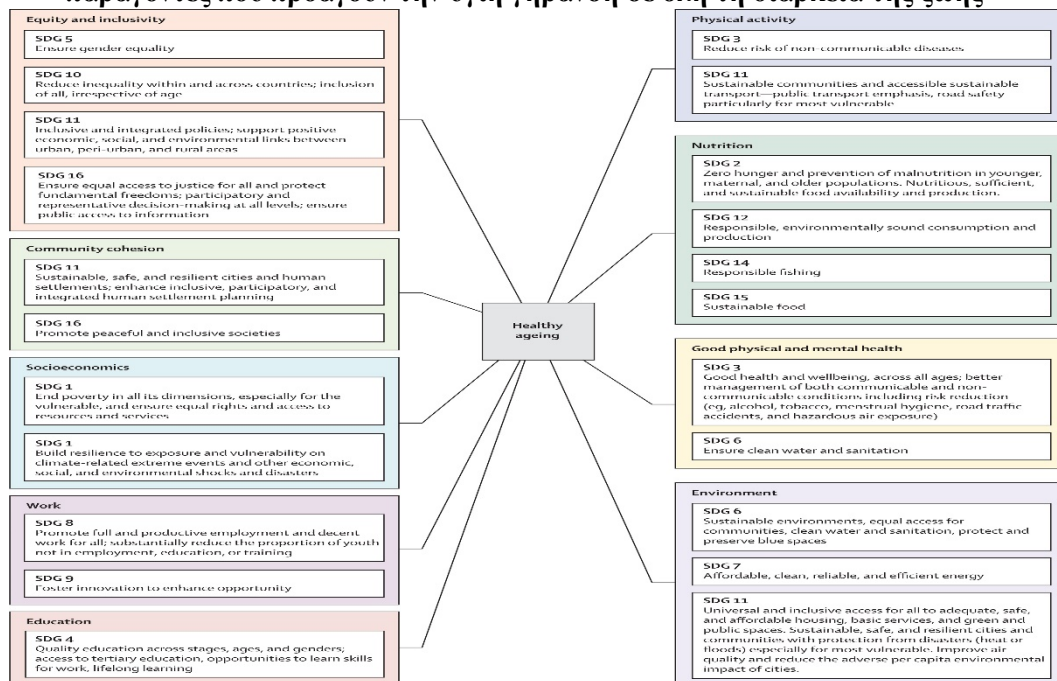 παράγοντες που προάγουν την υγιή γήρανση σε όλη τη διάρκεια της ζωής
Equity and inclusivity
SDG 5
Ensure gender equality
SDG 10
Reduce inequality within and across countries; inclusion
of all, irrespective of age
SDG 11
Inclusive and integrated policies; support positive
economic, social, and environmental links between
urban, peri-urban, and rural areas
SDG 16
Ensure equal access to justice for all and protect
fundamental freedoms; participatory and
representative decision-making at all levels; ensure
public access to information
Community cohesion
SDG 11
Sustainable, safe, and resilient cities and human
settlements; enhance inclusive, participatory, and
integrated human settlement planning
SDG 16
Promote peaceful and inclusive societies
Socioeconomics
SDG 1
End poverty in all its dimensions, especially for the
vulnerable, and ensure equal rights and access to
resources and services
SDG 1
Build resilience to exposure and vulnerability on
climate-related extreme events and other economic,
social, and environmental shocks and disasters
Work
SDG 8
Promote full and productive employment and decent
work for all; substantially reduce the proportion of youth
not in employment, education, or training
SDG 9
Foster innovation to enhance opportunity
Education
SDG 4
Quality education across stages, ages, and genders;
access to tertiary education, opportunities to learn skills
for work, lifelong learning
Healthy
ageing
Physical activity
SDG 3
Reduce risk of non-communicable diseases
SDG 11
Sustainable communities and accessible sustainable
transport—public transport emphasis, road safety
particularly for most vulnerable
Nutrition
SDG 2
Zero hunger and prevention of malnutrition in younger,
maternal, and older populations. Nutritious, sufficient,
and sustainable food availability and production.
SDG 12
Responsible, environmentally sound consumption and
production
SDG 14
Responsible fishing
SDG 15
Sustainable food
Good physical and mental health
SDG 3
Good health and wellbeing, across all ages; better
management of both communicable and non-
communicable conditions including risk reduction
(eg, alcohol, tobacco, menstrual hygiene, road traffic
accidents, and hazardous air exposure)
SDG 6
Ensure clean water and sanitation
Environment
SDG 6
Sustainable environments, equal access for
communities, clean water and sanitation, protect and
preserve blue spaces
SDG 7
Affordable, clean, reliable, and efficient energy
SDG 11
Universal and inclusive access for all to adequate, safe,
and affordable housing, basic services, and green and
public spaces. Sustainable, safe, and resilient cities and
communities with protection from disasters (heat or
floods) especially for most vulnerable. Improve air
quality and reduce the adverse per capita environmental
impact of cities.